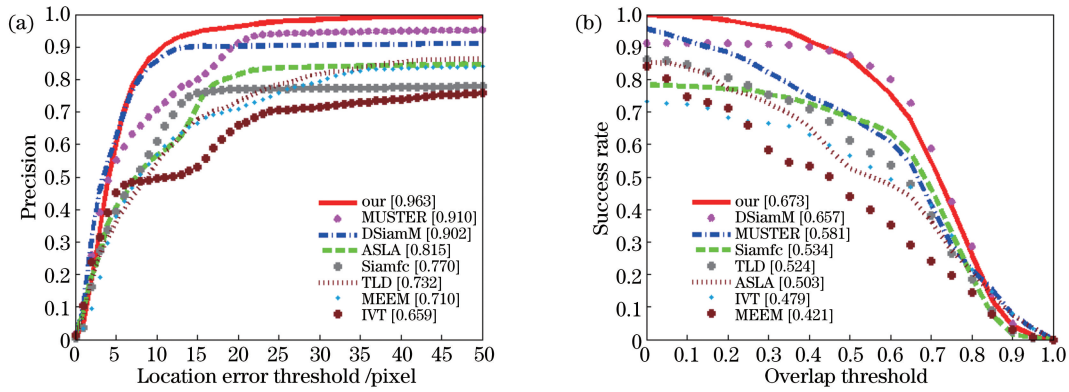 (a)
1.0
0.9
0.8
0.7
0.6
0.5
0.4
0.3
0.2
0.1
0
Precision
our [0.963]
MUSTER [0.910]
DSiamM [0.902]
ASLA [0.815]
Siamfc [0.770]
TLD [0.732]
MEEM [0.710]
IVT [0.659]
0 5 10 15 20 25 30 35 40 45 50
Location error threshold /pixel
(b)
1.0
0.9
0.8
0.7
0.6
0.5
0.4
0.3
0.2
0.1
0
Success rate
our [0.673]
DSiamM [0.657]
MUSTER [0.581]
Siamfc [0.534]
TLD [0.524]
ASLA [0.503]
IVT [0.479]
MEEM [0.421]
0 0.1 0.2 0.3 0.4 0.5 0.6 0.7 0.8 0.9 1.0
Overlap threshold